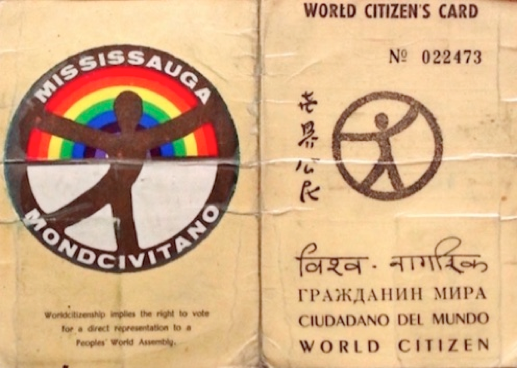 MISSISSAUGA
MONDCIVITANO
Worldcitizenship implies the right to vote
for a direct representation to a
Peoples' World Assembly.
WORLD CITIZEN'S CARD
Nº 022473
世
界
公
民
विश्व - नागरिक
ГРАЖДАНИН МИРА
CIUDADANO DEL MUNDO
WORLD CITIZEN